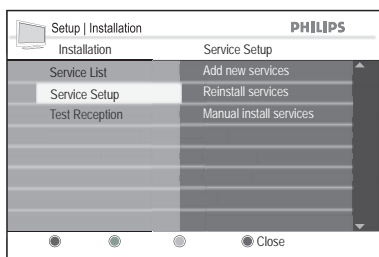 Setup | Installation
PHILIPS
Installation
Service Setup
Service List
Add new services
Service Setup
Reinstall services
Test Reception
Manual install services
Close